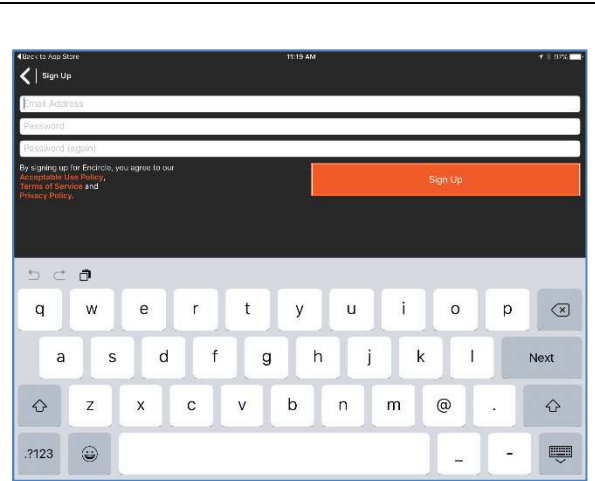 Back to App Store 11:19 AM 97%
Sign Up
Email Address
Password
Password (again)
By signing up for Encircle, you agree to our
Acceptable Use Policy,
Terms of Service and
Privacy Policy.
Sign Up
q w e r t y u i o p
a s d f g h j k l Next
z x c v b n m @ .
.?123 _ -